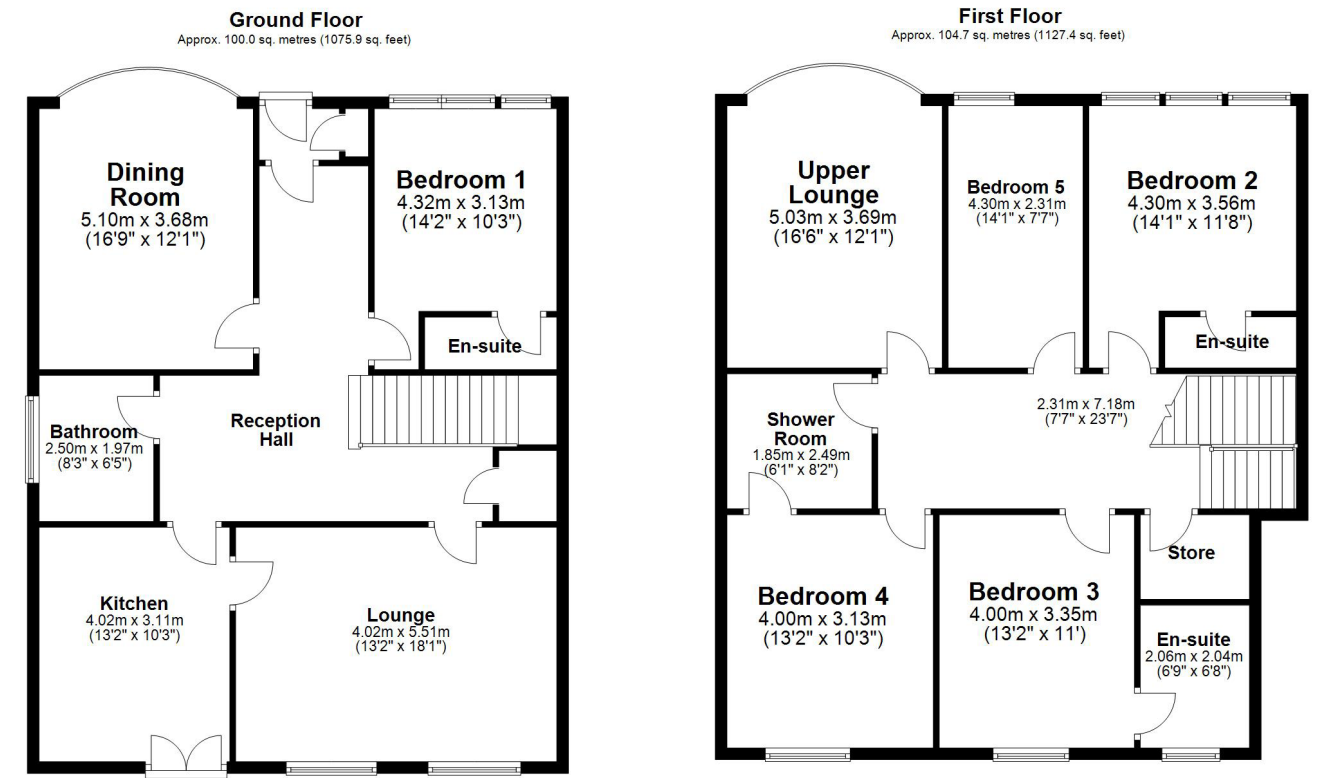 Ground Floor
Approx. 100.0 sq. metres (1075.9 sq. feet)
Dining
Room
5.10m x 3.68m
(16'9" x 12'1")
Bedroom 1
4.32m x 3.13m
(14'2" x 10'3")
En-suite
Bathroom
2.50m x 1.97m
(8'3" x 6'5")
Reception
Hall
Kitchen
4.02m x 3.11m
(13'2" x 10'3")
Lounge
4.02m x 5.51m
(13'2" x 18'1")
First Floor
Approx. 104.7 sq. metres (1127.4 sq. feet)
Upper
Lounge
5.03m x 3.69m
(16'6" x 12'1")
Bedroom 5
4.30m x 2.31m
(14'1" x 7'7")
Bedroom 2
4.30m x 3.56m
(14'1" x 11'8")
En-suite
Shower
Room
1.85m x 2.49m
(6'1" x 8'2")
2.31m x 7.18m
(7'7" x 23'7")
Bedroom 4
4.00m x 3.13m
(13'2" x 10'3")
Bedroom 3
4.00m x 3.35m
(13'2" x 11')
Store
En-suite
2.06m x 2.04m
(6'9" x 6'8")